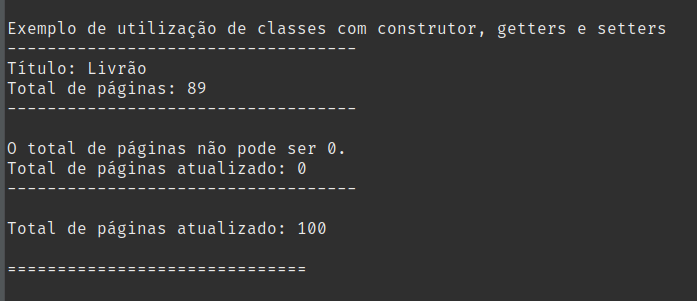 Exemplo de utilização de classes com construtor, getters e setters
-----------------------------------
Título: Livrão
Total de páginas: 89
-----------------------------------
O total de páginas não pode ser 0.
Total de páginas atualizado: 0
-----------------------------------
Total de páginas atualizado: 100
==============================